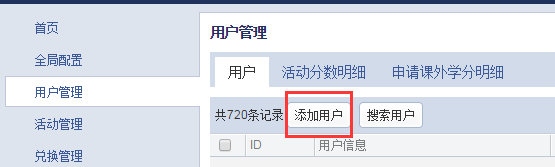 首页
全局配置
用户管理
活动管理
兑换管理
用户管理
用户 活动分数明细 申请课外学分明细
共720条记录 添加用户 搜索用户
ID 用户信息